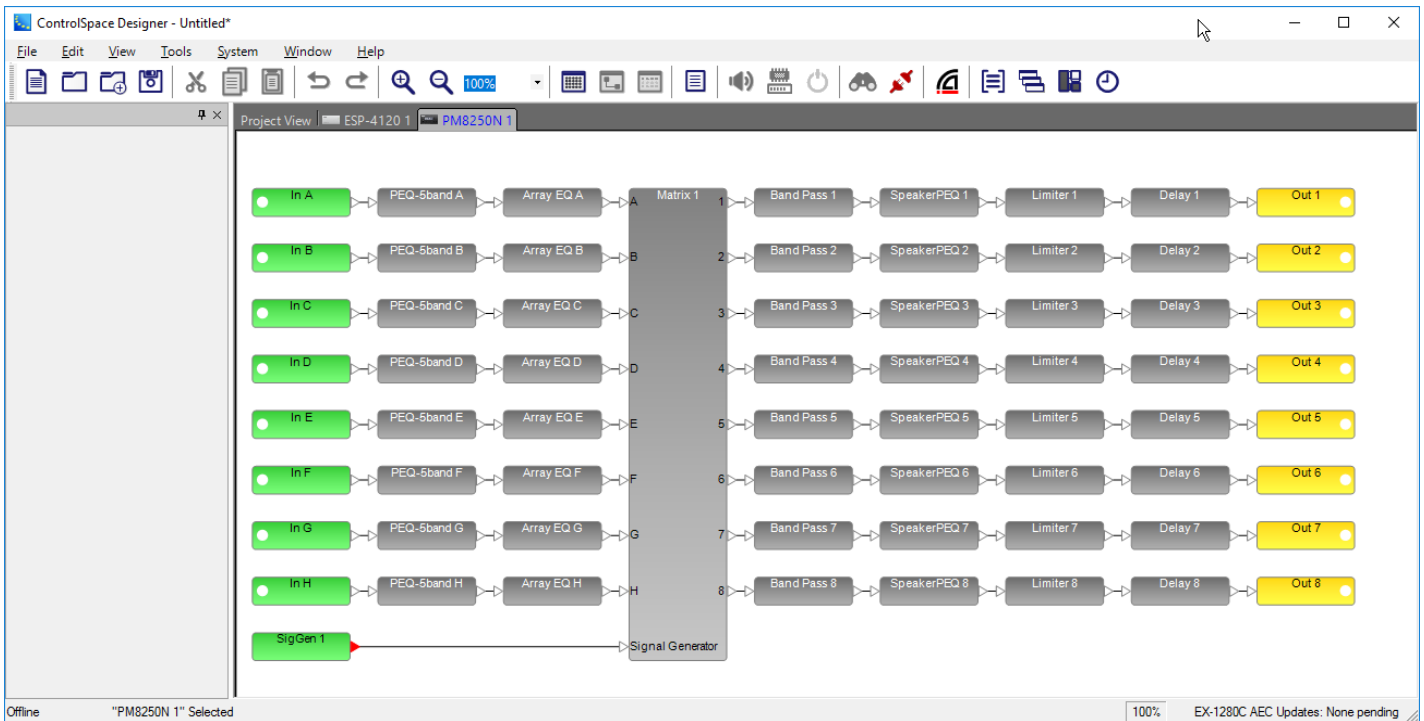 ControlSpace Designer - Untitled*
File Edit View Tools System Window Help
100%
Project View ESP-4120 1 PM8250N 1
In A PEQ-5band A Array EQ A A Matrix 1 1 Band Pass 1 SpeakerPEQ 1 Limiter 1 Delay 1 Out 1
In B PEQ-5band B Array EQ B B 2 Band Pass 2 SpeakerPEQ 2 Limiter 2 Delay 2 Out 2
In C PEQ-5band C Array EQ C C 3 Band Pass 3 SpeakerPEQ 3 Limiter 3 Delay 3 Out 3
In D PEQ-5band D Array EQ D D 4 Band Pass 4 SpeakerPEQ 4 Limiter 4 Delay 4 Out 4
In E PEQ-5band E Array EQ E E 5 Band Pass 5 SpeakerPEQ 5 Limiter 5 Delay 5 Out 5
In F PEQ-5band F Array EQ F F 6 Band Pass 6 SpeakerPEQ 6 Limiter 6 Delay 6 Out 6
In G PEQ-5band G Array EQ G G 7 Band Pass 7 SpeakerPEQ 7 Limiter 7 Delay 7 Out 7
In H PEQ-5band H Array EQ H H 8 Band Pass 8 SpeakerPEQ 8 Limiter 8 Delay 8 Out 8
SigGen 1 Signal Generator
Offline "PM8250N 1" Selected 100% EX-1280C AEC Updates: None pending